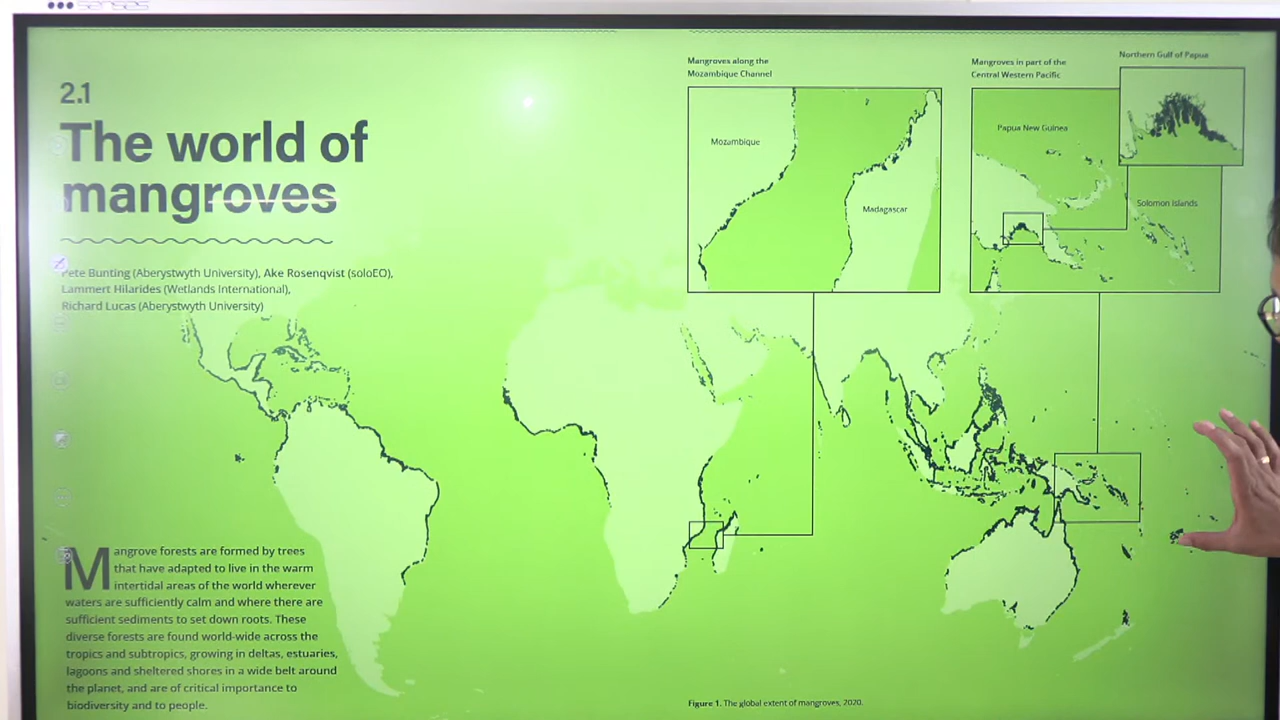 2.1
The world of
mangroves
Pete Bunting (Aberystwyth University), Ake Rosenqvist (soloEO),
Lammert Hilarides (Wetlands International),
Richard Lucas (Aberystwyth University)
Mangroves along the
Mozambique Channel
Mozambique
Madagascar
Mangroves in part of the
Central Western Pacific
Northern Gulf of Papua
Papua New Guinea
Solomon Islands
Mangrove forests are formed by trees
that have adapted to live in the warm
intertidal areas of the world wherever
waters are sufficiently calm and where there are
sufficient sediments to set down roots. These
diverse forests are found world-wide across the
tropics and subtropics, growing in deltas, estuaries,
lagoons and sheltered shores in a wide belt around
the planet, and are of critical importance to
biodiversity and to people.
Figure 1. The global extent of mangroves, 2020.